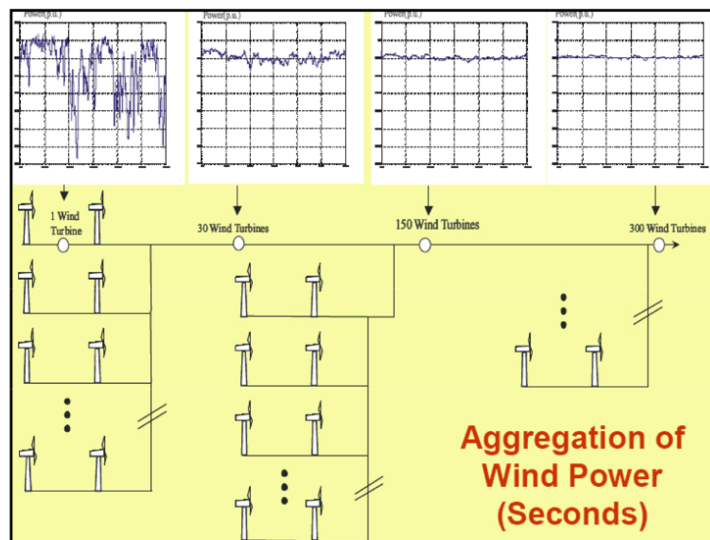 Power(p.u.)
Power(p.u.)
Power(p.u.)
Power(p.u.)
1 Wind
Turbine
30 Wind Turbines
150 Wind Turbines
300 Wind Turbines
Aggregation of
Wind Power
(Seconds)